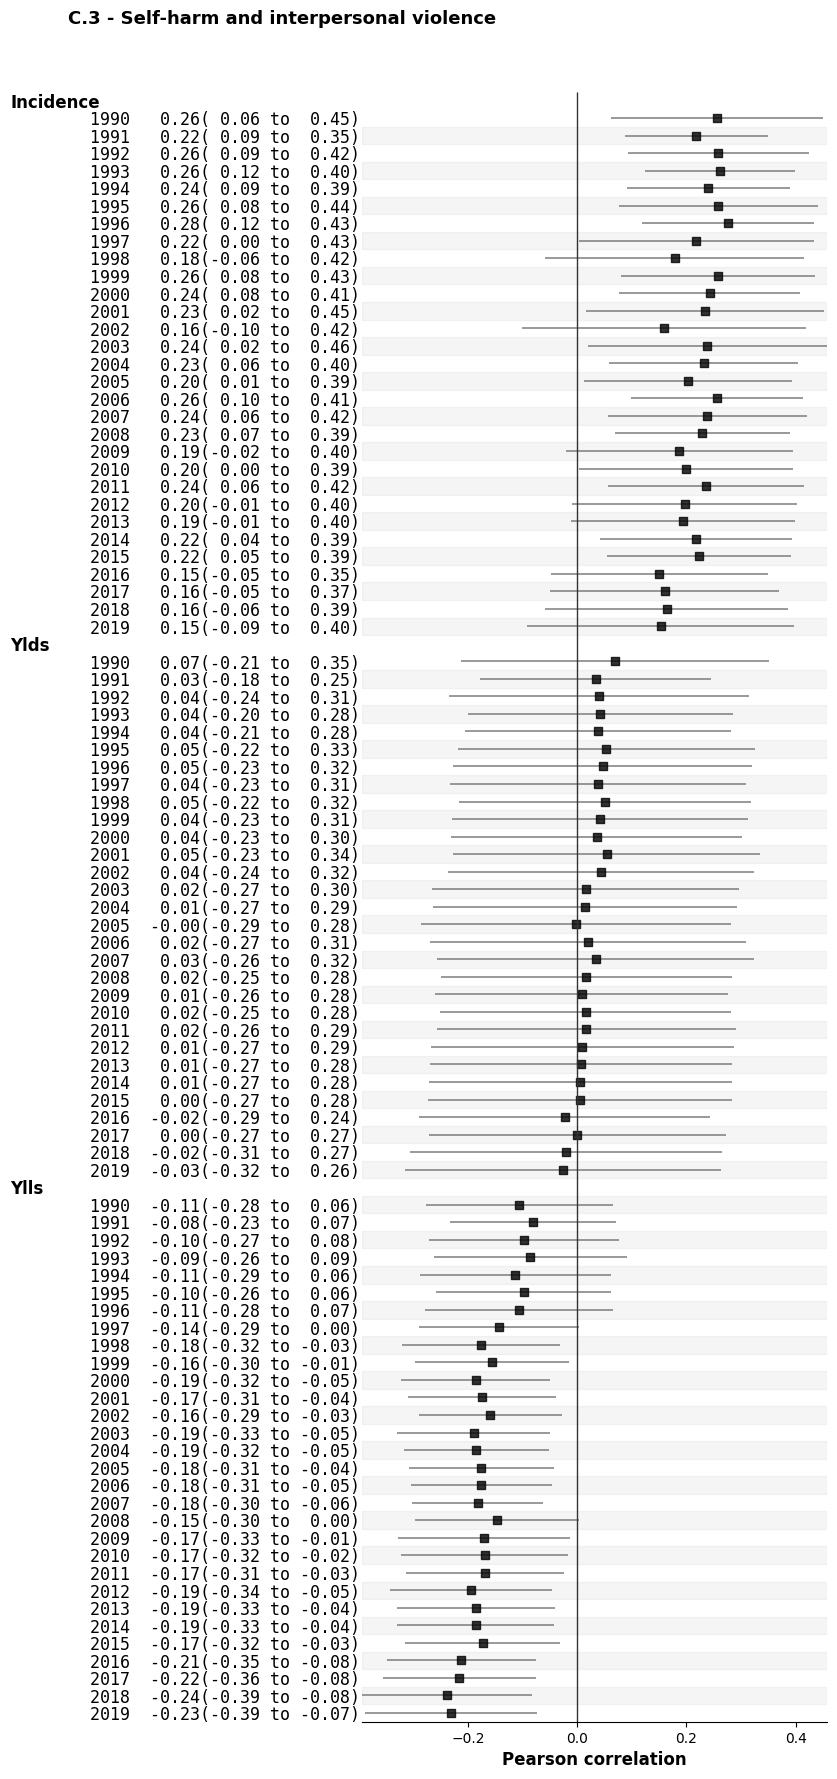 C.3 - Self-harm and interpersonal violence
Incidence
1990 0.26( 0.06 to 0.45)
1991 0.22( 0.09 to 0.35)
1992 0.26( 0.09 to 0.42)
1993 0.26( 0.12 to 0.40)
1994 0.24( 0.09 to 0.39)
1995 0.26( 0.08 to 0.44)
1996 0.28( 0.12 to 0.43)
1997 0.22( 0.00 to 0.43)
1998 0.18(-0.06 to 0.42)
1999 0.26( 0.08 to 0.43)
2000 0.24( 0.08 to 0.41)
2001 0.23( 0.02 to 0.45)
2002 0.16(-0.10 to 0.42)
2003 0.24( 0.02 to 0.46)
2004 0.23( 0.06 to 0.40)
2005 0.20( 0.01 to 0.39)
2006 0.26( 0.10 to 0.41)
2007 0.24( 0.06 to 0.42)
2008 0.23( 0.07 to 0.39)
2009 0.19(-0.02 to 0.40)
2010 0.20( 0.00 to 0.39)
2011 0.24( 0.06 to 0.42)
2012 0.20(-0.01 to 0.40)
2013 0.19(-0.01 to 0.40)
2014 0.22( 0.04 to 0.39)
2015 0.22( 0.05 to 0.39)
2016 0.15(-0.05 to 0.35)
2017 0.16(-0.05 to 0.37)
2018 0.16(-0.06 to 0.39)
2019 0.15(-0.09 to 0.40)
Ylds
1990 0.07(-0.21 to 0.35)
1991 0.03(-0.18 to 0.25)
1992 0.04(-0.24 to 0.31)
1993 0.04(-0.20 to 0.28)
1994 0.04(-0.21 to 0.28)
1995 0.05(-0.22 to 0.33)
1996 0.05(-0.23 to 0.32)
1997 0.04(-0.23 to 0.31)
1998 0.05(-0.22 to 0.32)
1999 0.04(-0.23 to 0.31)
2000 0.04(-0.23 to 0.30)
2001 0.05(-0.23 to 0.34)
2002 0.04(-0.24 to 0.32)
2003 0.02(-0.27 to 0.30)
2004 0.01(-0.27 to 0.29)
2005 -0.00(-0.29 to 0.28)
2006 0.02(-0.27 to 0.31)
2007 0.03(-0.26 to 0.32)
2008 0.02(-0.25 to 0.28)
2009 0.01(-0.26 to 0.28)
2010 0.02(-0.25 to 0.28)
2011 0.02(-0.26 to 0.29)
2012 0.01(-0.27 to 0.29)
2013 0.01(-0.27 to 0.28)
2014 0.01(-0.27 to 0.28)
2015 0.00(-0.27 to 0.28)
2016 -0.02(-0.29 to 0.24)
2017 0.00(-0.27 to 0.27)
2018 -0.02(-0.31 to 0.27)
2019 -0.03(-0.32 to 0.26)
Ylls
1990 -0.11(-0.28 to 0.06)
1991 -0.08(-0.23 to 0.07)
1992 -0.10(-0.27 to 0.08)
1993 -0.09(-0.26 to 0.09)
1994 -0.11(-0.29 to 0.06)
1995 -0.10(-0.26 to 0.06)
1996 -0.11(-0.28 to 0.07)
1997 -0.14(-0.29 to 0.00)
1998 -0.18(-0.32 to -0.03)
1999 -0.16(-0.30 to -0.01)
2000 -0.19(-0.32 to -0.05)
2001 -0.17(-0.31 to -0.04)
2002 -0.16(-0.29 to -0.03)
2003 -0.19(-0.33 to -0.05)
2004 -0.19(-0.32 to -0.05)
2005 -0.18(-0.31 to -0.04)
2006 -0.18(-0.31 to -0.05)
2007 -0.18(-0.30 to -0.06)
2008 -0.15(-0.30 to 0.00)
2009 -0.17(-0.33 to -0.01)
2010 -0.17(-0.32 to -0.02)
2011 -0.17(-0.31 to -0.03)
2012 -0.19(-0.34 to -0.05)
2013 -0.19(-0.33 to -0.04)
2014 -0.19(-0.33 to -0.04)
2015 -0.17(-0.32 to -0.03)
2016 -0.21(-0.35 to -0.08)
2017 -0.22(-0.36 to -0.08)
2018 -0.24(-0.39 to -0.08)
2019 -0.23(-0.39 to -0.07)
−0.2 0.0 0.2 0.4
Pearson correlation